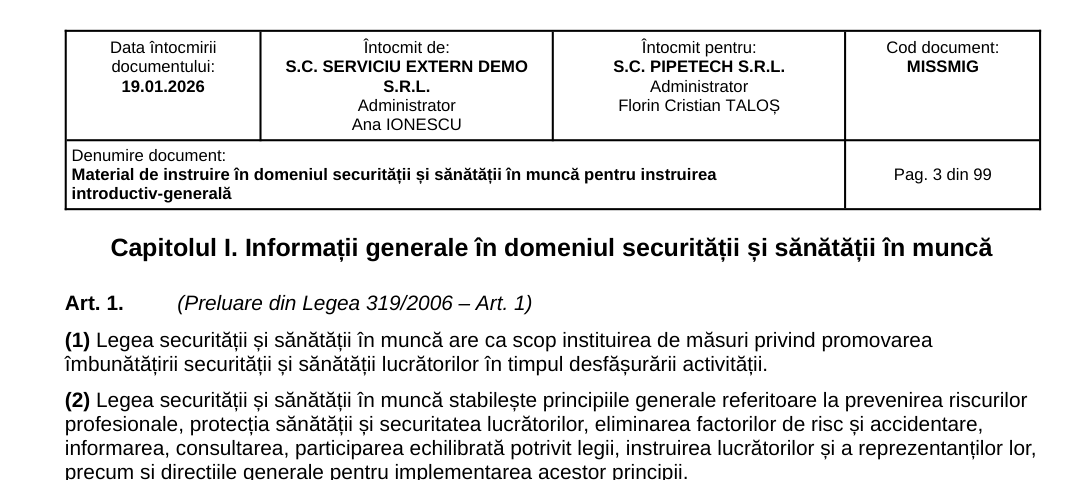 Data întocmirii
documentului:
19.01.2026
Întocmit de:
S.C. SERVICIU EXTERN DEMO
S.R.L.
Administrator
Ana IONESCU
Întocmit pentru:
S.C. PIPETECH S.R.L.
Administrator
Florin Cristian TALOȘ
Cod document:
MISSMIG
Denumire document:
Material de instruire în domeniul securității și sănătății în muncă pentru instruirea
introductiv-generală
Pag. 3 din 99
Capitolul I. Informații generale în domeniul securității și sănătății în muncă
Art. 1. (Preluare din Legea 319/2006 – Art. 1)
(1) Legea securității și sănătății în muncă are ca scop instituirea de măsuri privind promovarea
îmbunătățirii securității și sănătății lucrătorilor în timpul desfășurării activității.
(2) Legea securității și sănătății în muncă stabilește principiile generale referitoare la prevenirea riscurilor
profesionale, protecția sănătății și securitatea lucrătorilor, eliminarea factorilor de risc și accidentare,
informarea, consultarea, participarea echilibrată potrivit legii, instruirea lucrătorilor și a reprezentanților lor,
precum și direcțiile generale pentru implementarea acestor principii.